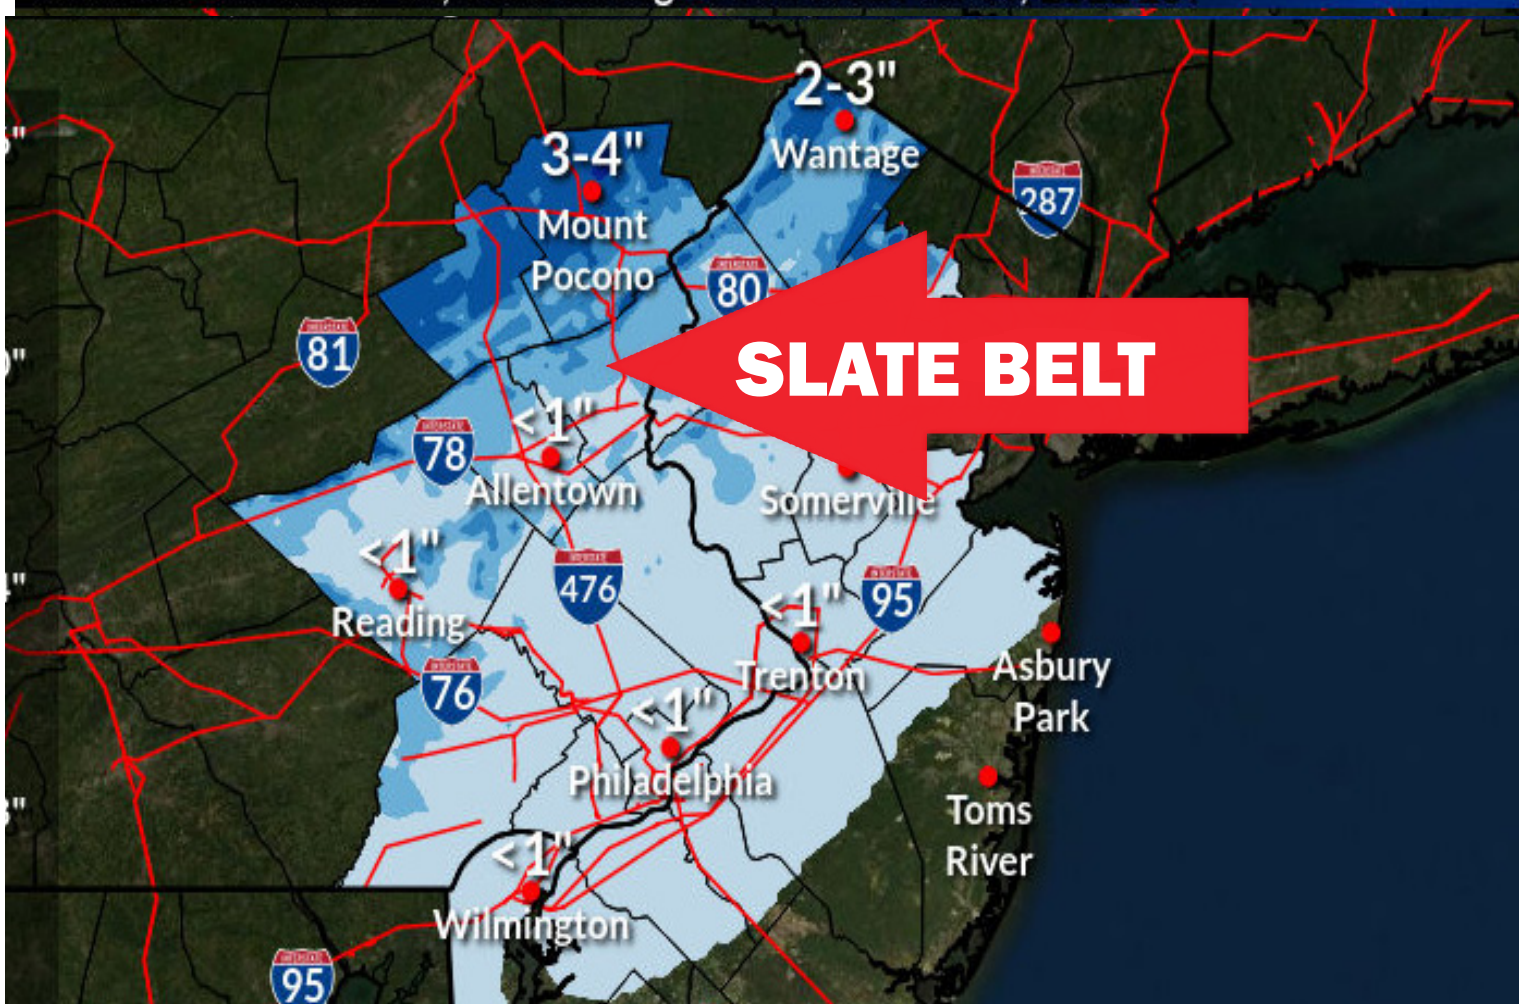 2-3"
Wantage
3-4"
Mount
Pocono
287
80
81
SLATE BELT
<1"
78
Allentown
Somerville
<1"
Reading
476
<1"
95
Trenton
Asbury
Park
76
<1"
Philadelphia
Toms
River
<1"
Wilmington
95